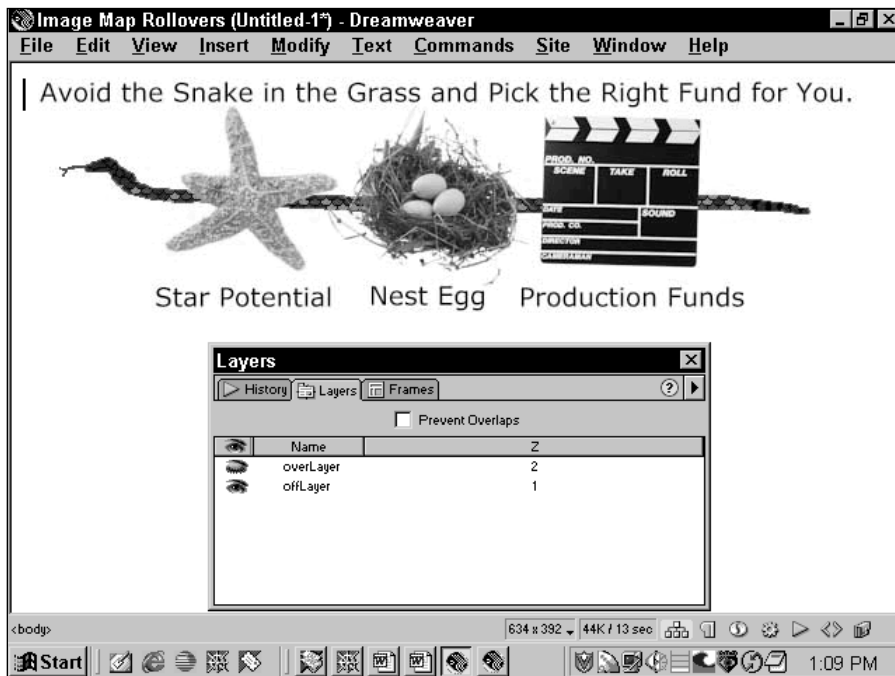 Image Map Rollovers (Untitled-1*) - Dreamweaver
File Edit View Insert Modify Text Commands Site Window Help
Avoid the Snake in the Grass and Pick the Right Fund for You.
PROD. NO.
SCENE TAKE ROLL
DATE SOUND
PROD. CO.
DIRECTOR
CAMERAMAN
Star Potential Nest Egg Production Funds
Layers
History Layers Frames
Prevent Overlaps
Name Z
overLayer 2
offLayer 1
<body> 634 x 392 44K / 13 sec
Start 1:09 PM